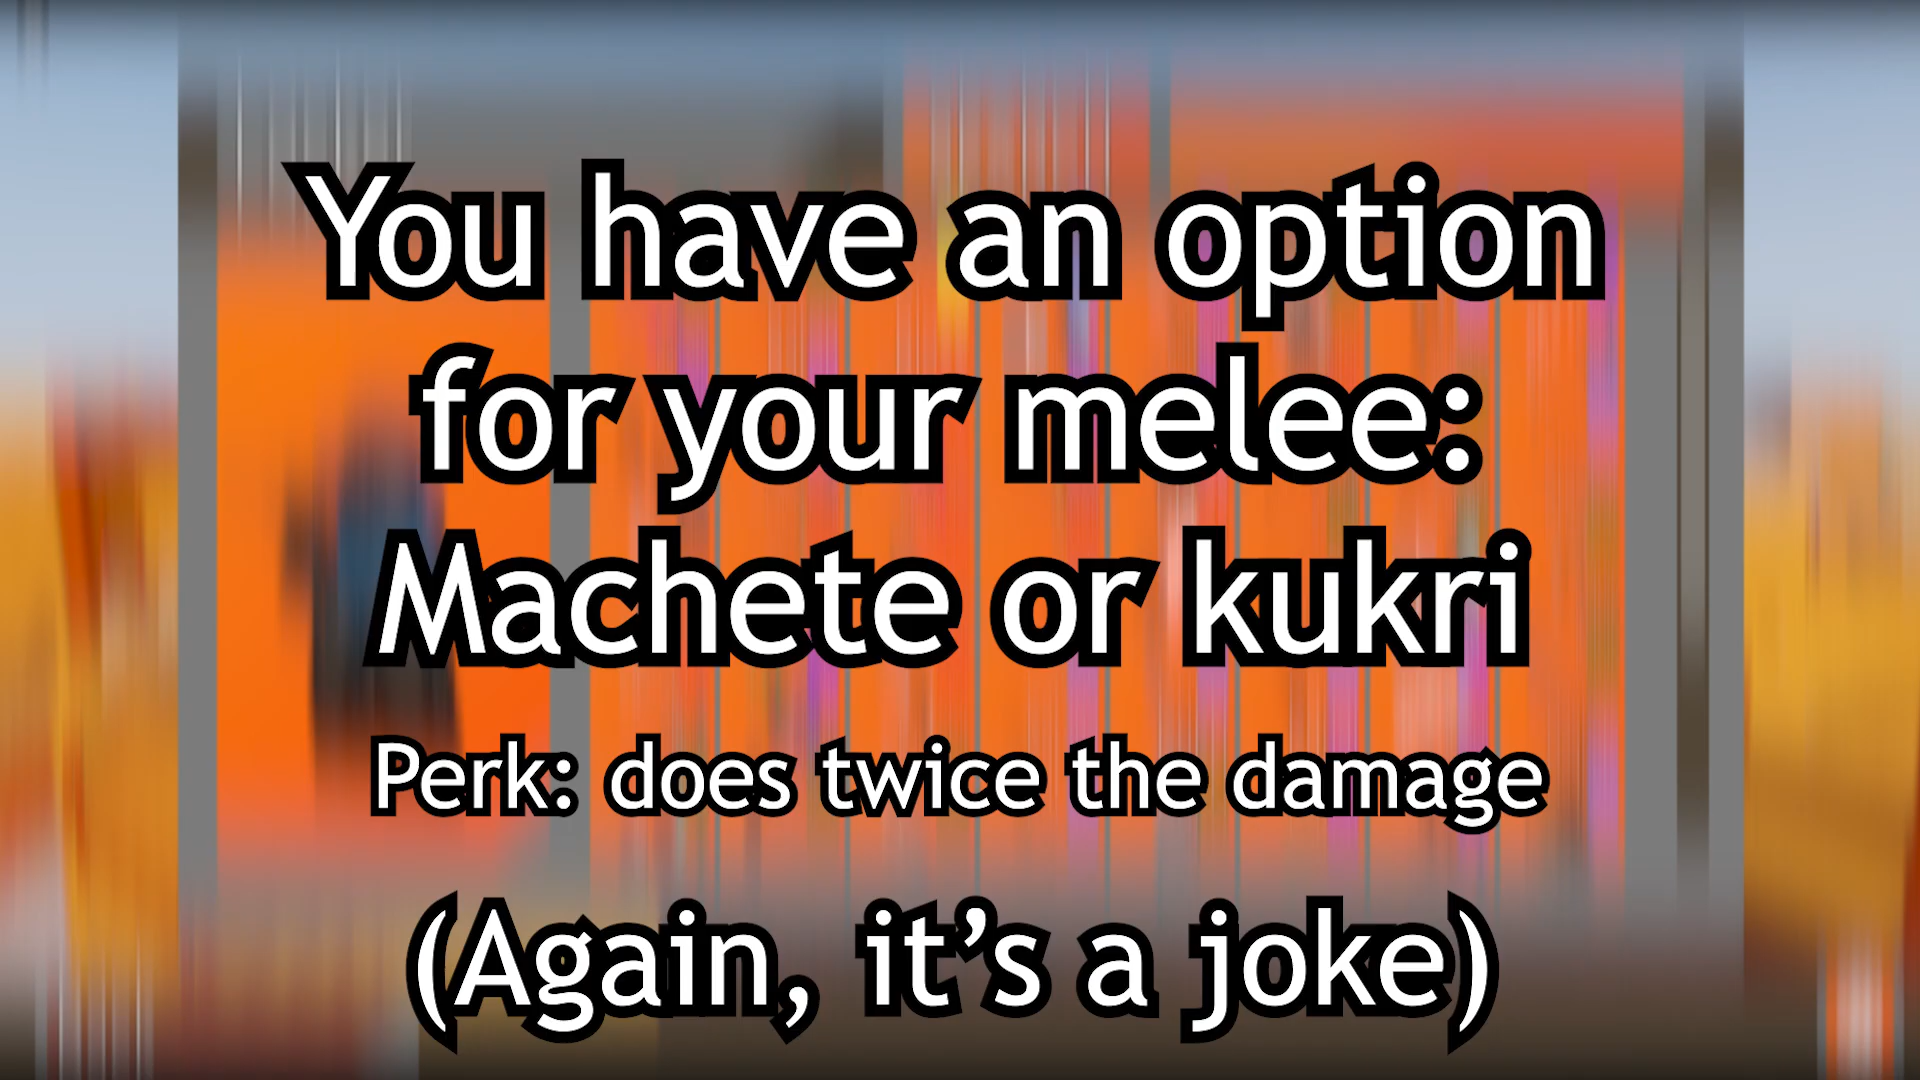 You have an option
for your melee:
Machete or kukri
Perk: does twice the damage
(Again, it’s a joke)